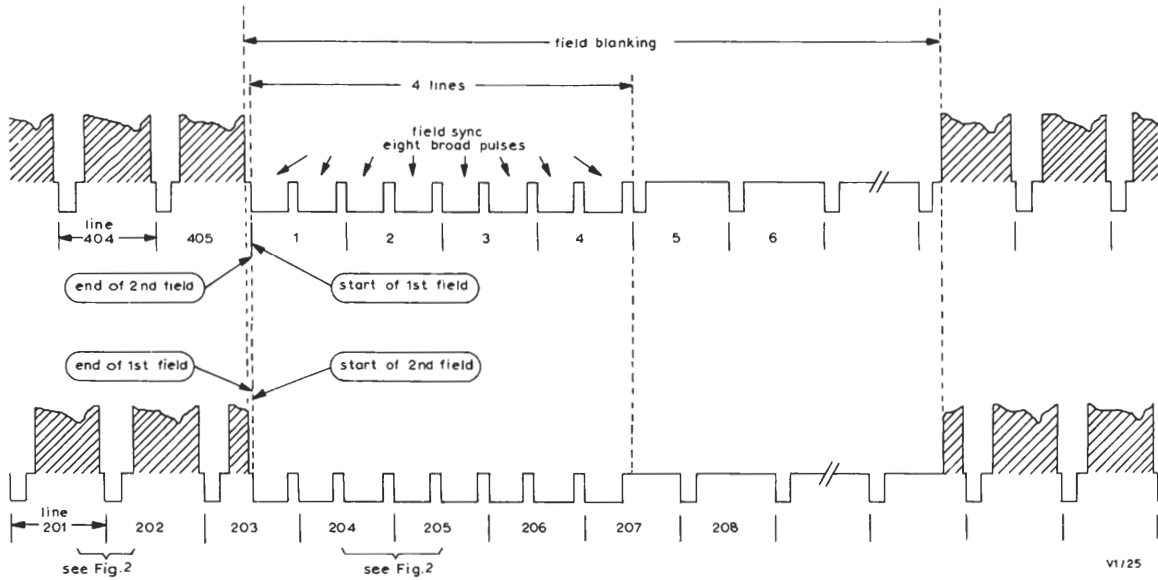 field blanking
4 lines
field sync
eight broad pulses
line
404
405
1
2
3
4
5
6
end of 2nd field
start of 1st field
end of 1st field
start of 2nd field
line
201
202
203
204
205
206
207
208
see Fig.2
see Fig.2
V1/25